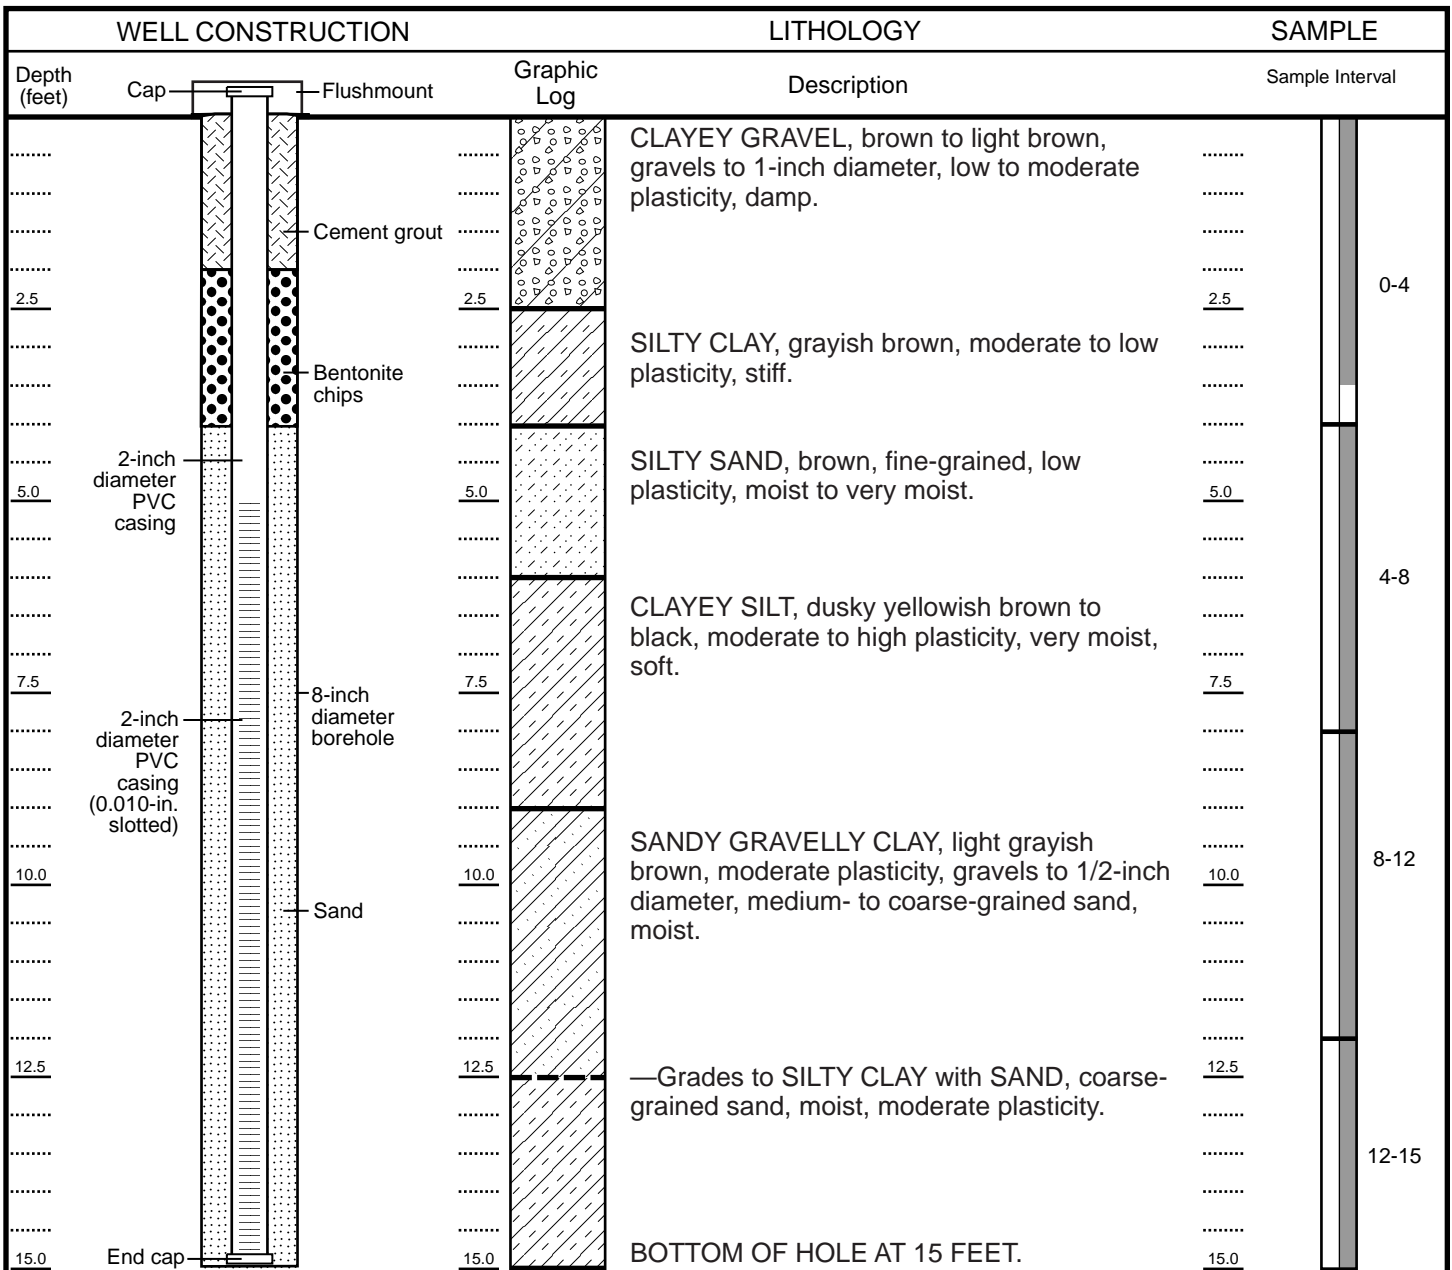 WELL CONSTRUCTION
LITHOLOGY
SAMPLE
Depth
(feet)
Cap
Flushmount
Graphic
Log
Description
Sample Interval
CLAYEY GRAVEL, brown to light brown,
gravels to 1-inch diameter, low to moderate
plasticity, damp.
Cement grout
0-4
2.5
2.5
2.5
SILTY CLAY, grayish brown, moderate to low
plasticity, stiff.
Bentonite
chips
2-inch
diameter
PVC
casing
SILTY SAND, brown, fine-grained, low
plasticity, moist to very moist.
5.0
5.0
5.0
4-8
CLAYEY SILT, dusky yellowish brown to
black, moderate to high plasticity, very moist,
soft.
7.5
7.5
7.5
8-inch
diameter
borehole
2-inch
diameter
PVC
casing
(0.010-in.
slotted)
SANDY GRAVELLY CLAY, light grayish
brown, moderate plasticity, gravels to 1/2-inch
diameter, medium- to coarse-grained sand,
moist.
8-12
10.0
10.0
10.0
Sand
12.5
12.5
12.5
—Grades to SILTY CLAY with SAND, coarse-
grained sand, moist, moderate plasticity.
12-15
End cap
BOTTOM OF HOLE AT 15 FEET.
15.0
15.0
15.0